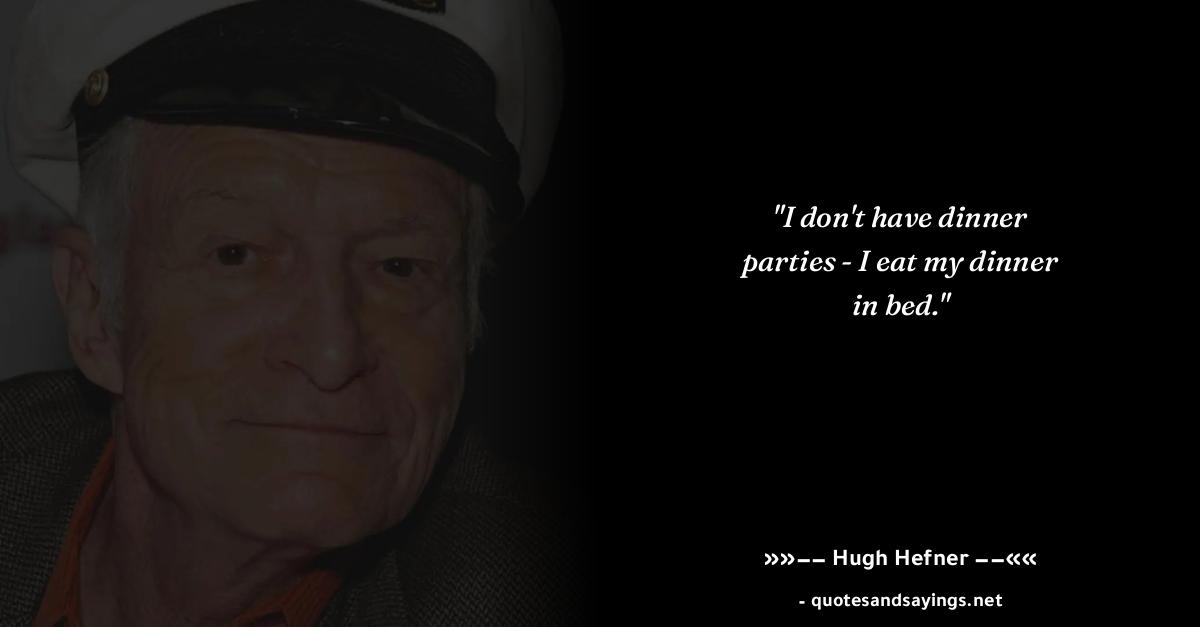 "I don't have dinner
parties - I eat my dinner
in bed."
»»−− Hugh Hefner −−««
- quotesandsayings.net